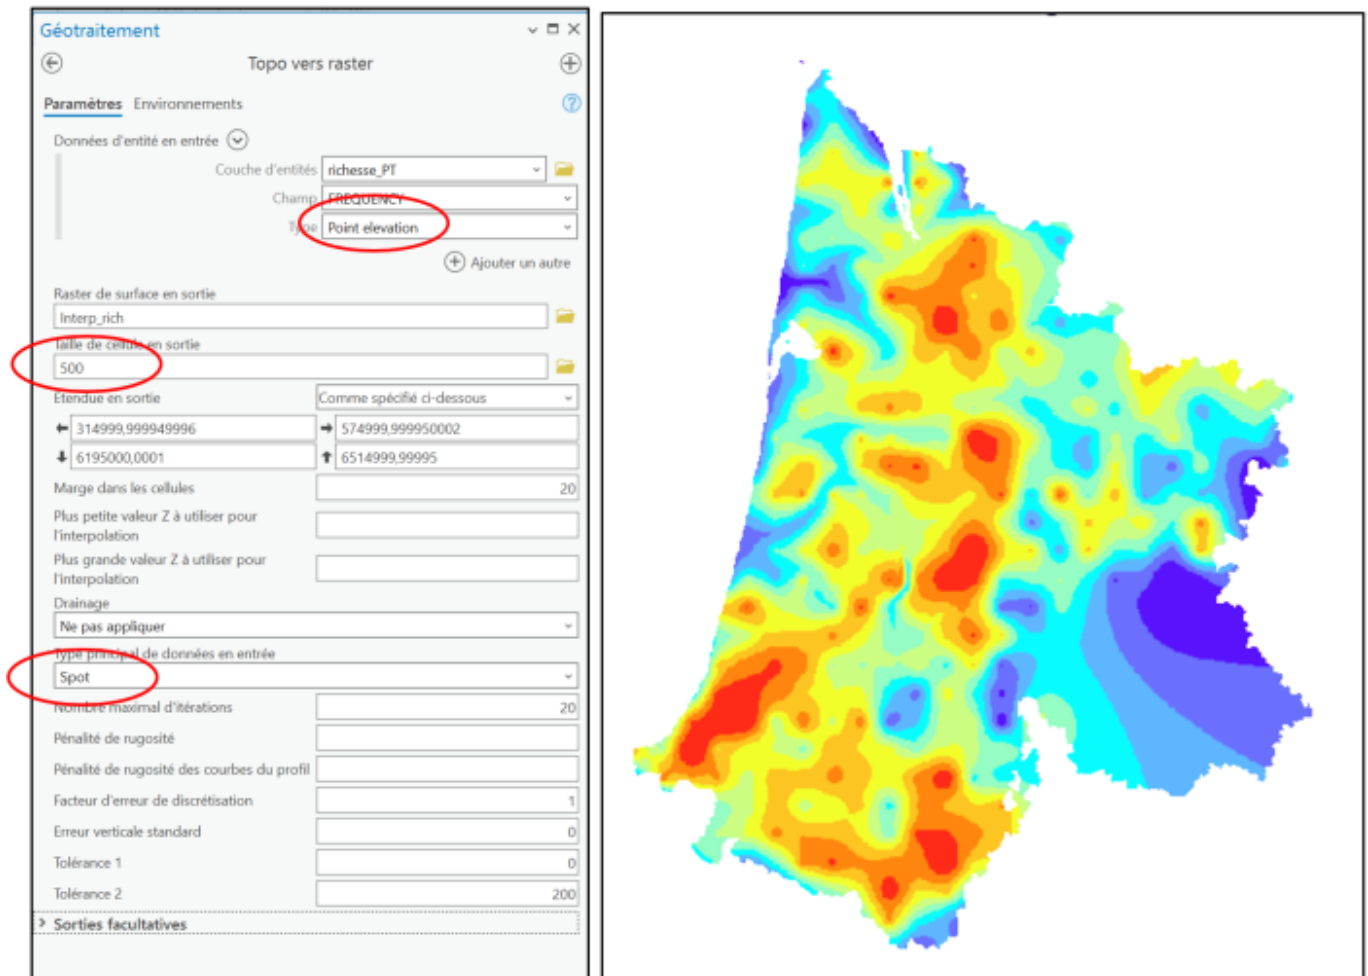 Géotraitement
Topo vers raster
Paramètres Environnements
Données d'entité en entrée
Couche d'entités richesse_PT
Champ FREQUENCY
Type Point elevation
Ajouter un autre
Raster de surface en sortie
Interp_rich
Taille de cellule en sortie
500
Etendue en sortie Comme spécifié ci-dessous
314999,999949996 574999,999950002
6195000,0001 6514999,99995
Marge dans les cellules 20
Plus petite valeur Z à utiliser pour
l'interpolation
Plus grande valeur Z à utiliser pour
l'interpolation
Drainage
Ne pas appliquer
Type principal de données en entrée
Spot
Nombre maximal d'itérations 20
Pénalité de rugosité
Pénalité de rugosité des courbes du profil
Facteur d'erreur de discrétisation 1
Erreur verticale standard 0
Tolérance 1 0
Tolérance 2 200
Sorties facultatives